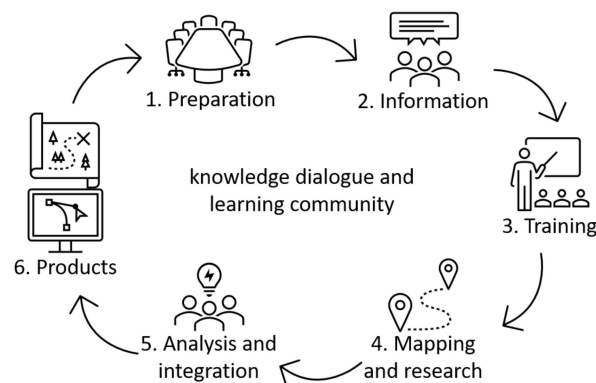 1. Preparation
2. Information
3. Training
4. Mapping
and research
5. Analysis and
integration
6. Products
knowledge dialogue and
learning community